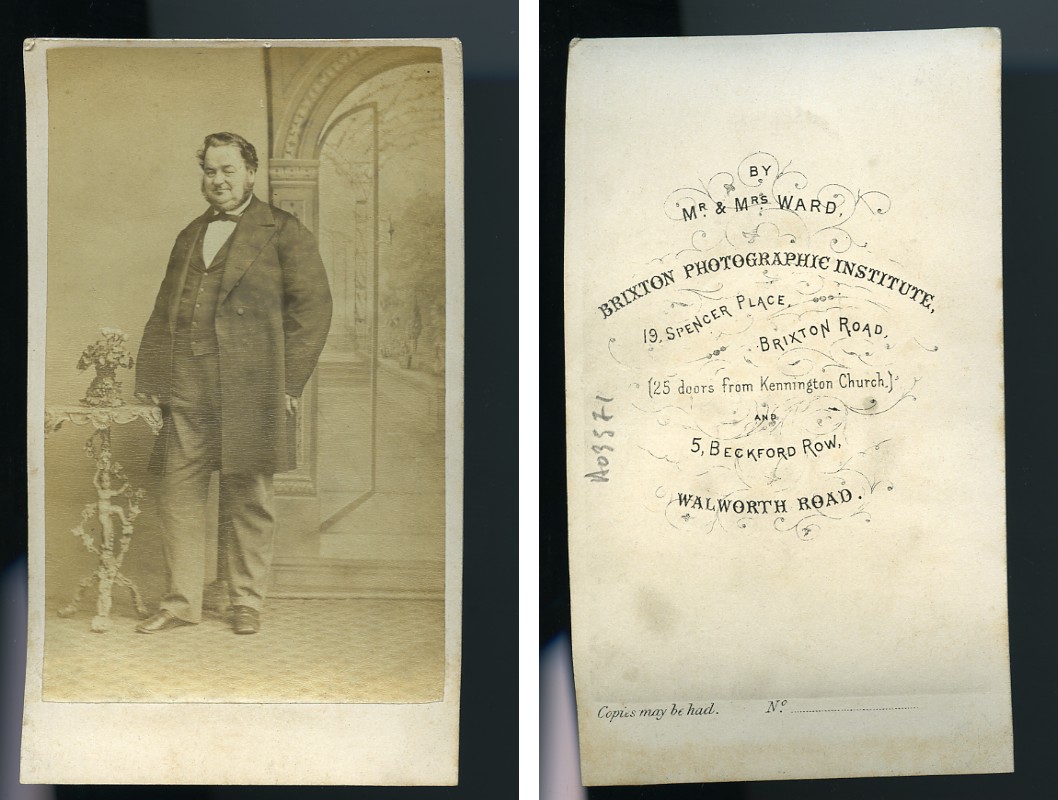 BY
Mr. & Mrs WARD,
BRIXTON PHOTOGRAPHIC INSTITUTE,
19, SPENCER PLACE,
BRIXTON ROAD,
(25 doors from Kennington Church.)
AND
5, BECKFORD ROW,
WALWORTH ROAD.
A03571
Copies may be had. No.